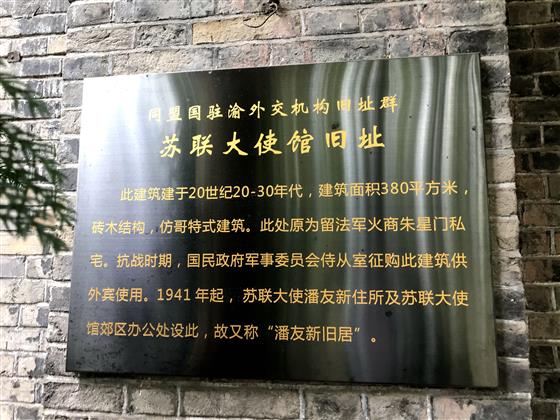 同盟国驻渝外交机构旧址群
苏联大使馆旧址
此建筑建于20世纪20-30年代，建筑面积380平方米，
砖木结构，仿哥特式建筑。此处原为留法军火商朱星门私
宅。抗战时期，国民政府军事委员会侍从室征购此建筑供
外宾使用。1941年起，苏联大使潘友新住所及苏联大使
馆郊区办公处设此，故又称“潘友新旧居”。